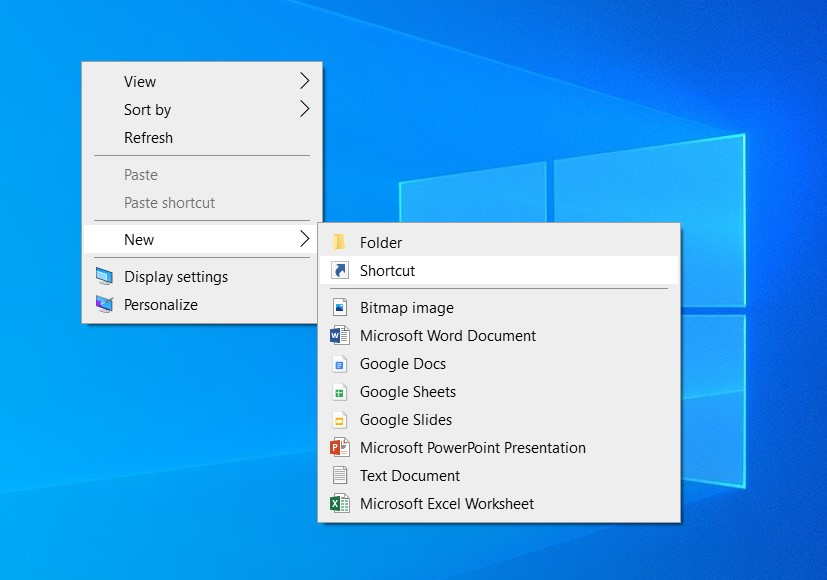 View
Sort by
Refresh
Paste
Paste shortcut
New
Display settings
Personalize
Folder
Shortcut
Bitmap image
Microsoft Word Document
Google Docs
Google Sheets
Google Slides
Microsoft PowerPoint Presentation
Text Document
Microsoft Excel Worksheet